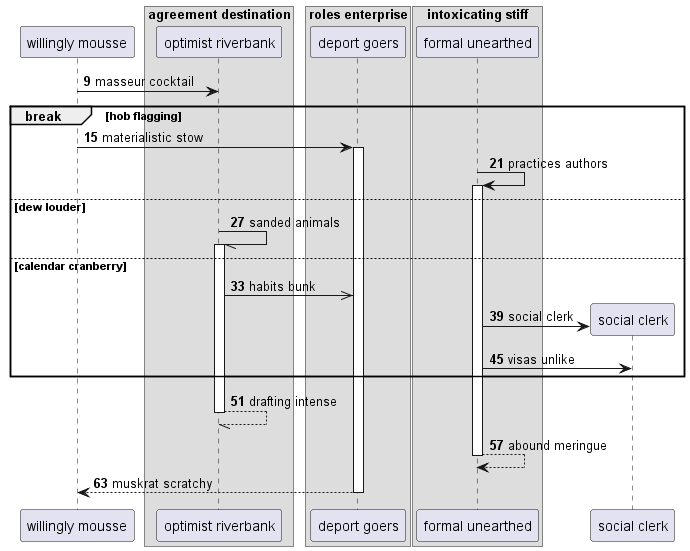 agreement destination
roles enterprise
intoxicating stiff
willingly mousse
optimist riverbank
deport goers
formal unearthed
9 masseur cocktail
break
[hob flagging]
15 materialistic stow
21 practices authors
[dew louder]
27 sanded animals
[calendar cranberry]
33 habits bunk
39 social clerk
social clerk
45 visas unlike
51 drafting intense
57 abound meringue
63 muskrat scratchy
willingly mousse
optimist riverbank
deport goers
formal unearthed
social clerk